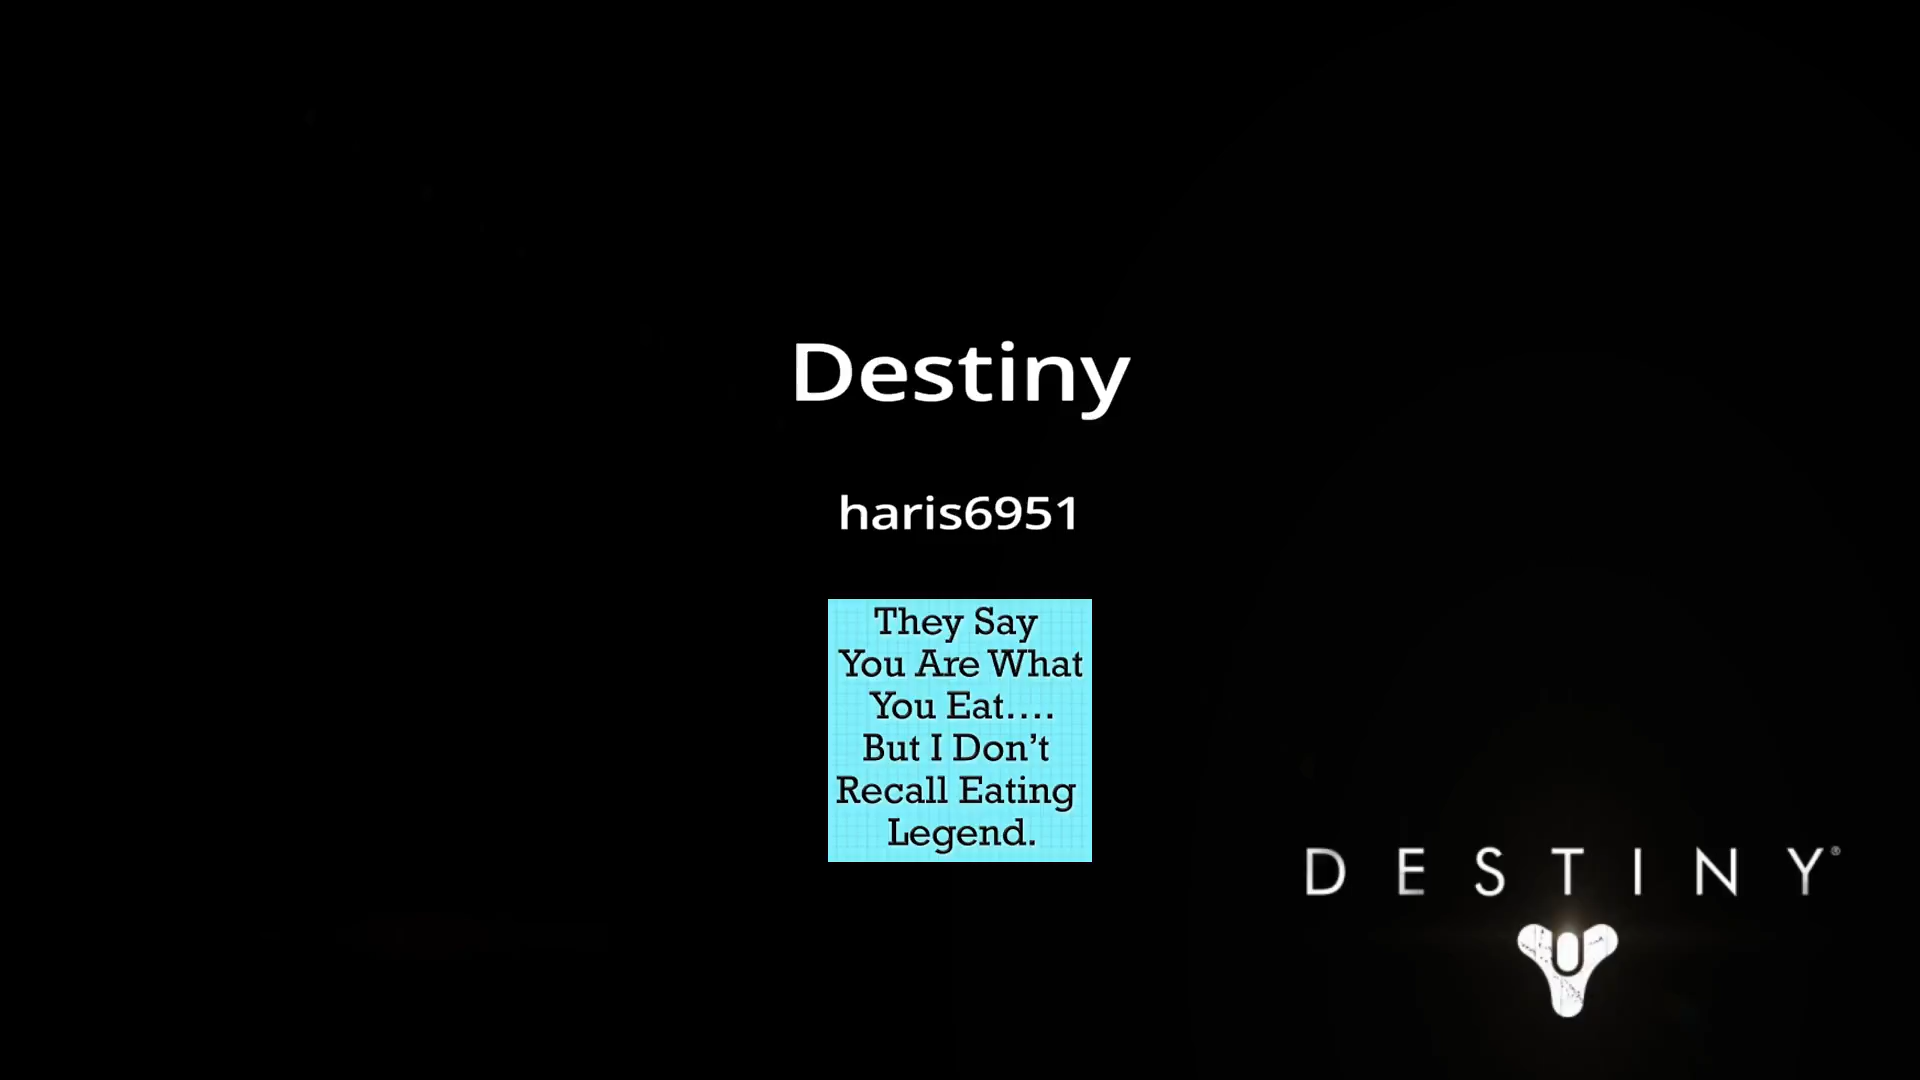 Destiny
haris6951
They Say
You Are What
You Eat....
But I Don't
Recall Eating
Legend.
DESTINY®